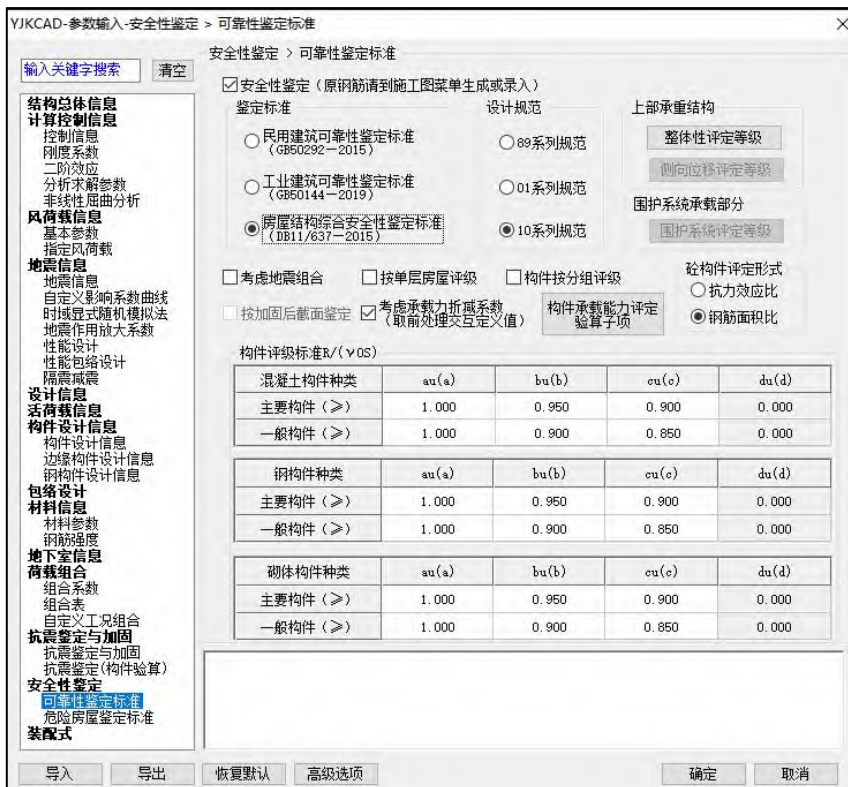 YJKCAD-参数输入-安全性鉴定 > 可靠性鉴定标准
输入关键字搜索
清空
结构总体信息
计算控制信息
控制信息
刚度系数
二阶效应
分析求解参数
非线性屈曲分析
风荷载信息
基本参数
指定风荷载
地震信息
地震信息
自定义影响系数曲线
时域显式随机模拟法
地震作用放大系数
性能设计
性能包络设计
隔震减震
设计信息
活荷载信息
构件设计信息
构件设计信息
边缘构件设计信息
钢构件设计信息
包络设计
材料信息
材料参数
钢筋强度
地下室信息
荷载组合
组合系数
组合表
自定义工况组合
抗震鉴定与加固
抗震鉴定与加固
抗震鉴定(构件验算)
安全性鉴定
可靠性鉴定标准
危险房屋鉴定标准
装配式
安全性鉴定 > 可靠性鉴定标准
安全性鉴定（原钢筋请到施工图菜单生成或录入）
鉴定标准
民用建筑可靠性鉴定标准
(GB50292-2015)
工业建筑可靠性鉴定标准
(GB50144-2019)
房屋结构综合安全性鉴定标准
(DB11/637-2015)
设计规范
89系列规范
01系列规范
10系列规范
上部承重结构
整体性评定等级
侧向位移评定等级
围护系统承载部分
围护系统评定等级
考虑地震组合
按单层房屋评级
构件按分组评级
按加固后截面鉴定
考虑承载力折减系数
(取前处理交互定义值)
构件承载能力评定
验算子项
砼构件评定形式
抗力效应比
钢筋面积比
构件评级标准R/(γ0S)
混凝土构件种类 au(a) bu(b) cu(c) du(d)
主要构件（≥） 1.000 0.950 0.900 0.000
一般构件（≥） 1.000 0.900 0.850 0.000
钢构件种类 au(a) bu(b) cu(c) du(d)
主要构件（≥） 1.000 0.950 0.900 0.000
一般构件（≥） 1.000 0.900 0.850 0.000
砌体构件种类 au(a) bu(b) cu(c) du(d)
主要构件（≥） 1.000 0.950 0.900 0.000
一般构件（≥） 1.000 0.900 0.850 0.000
导入
导出
恢复默认
高级选项
确定
取消